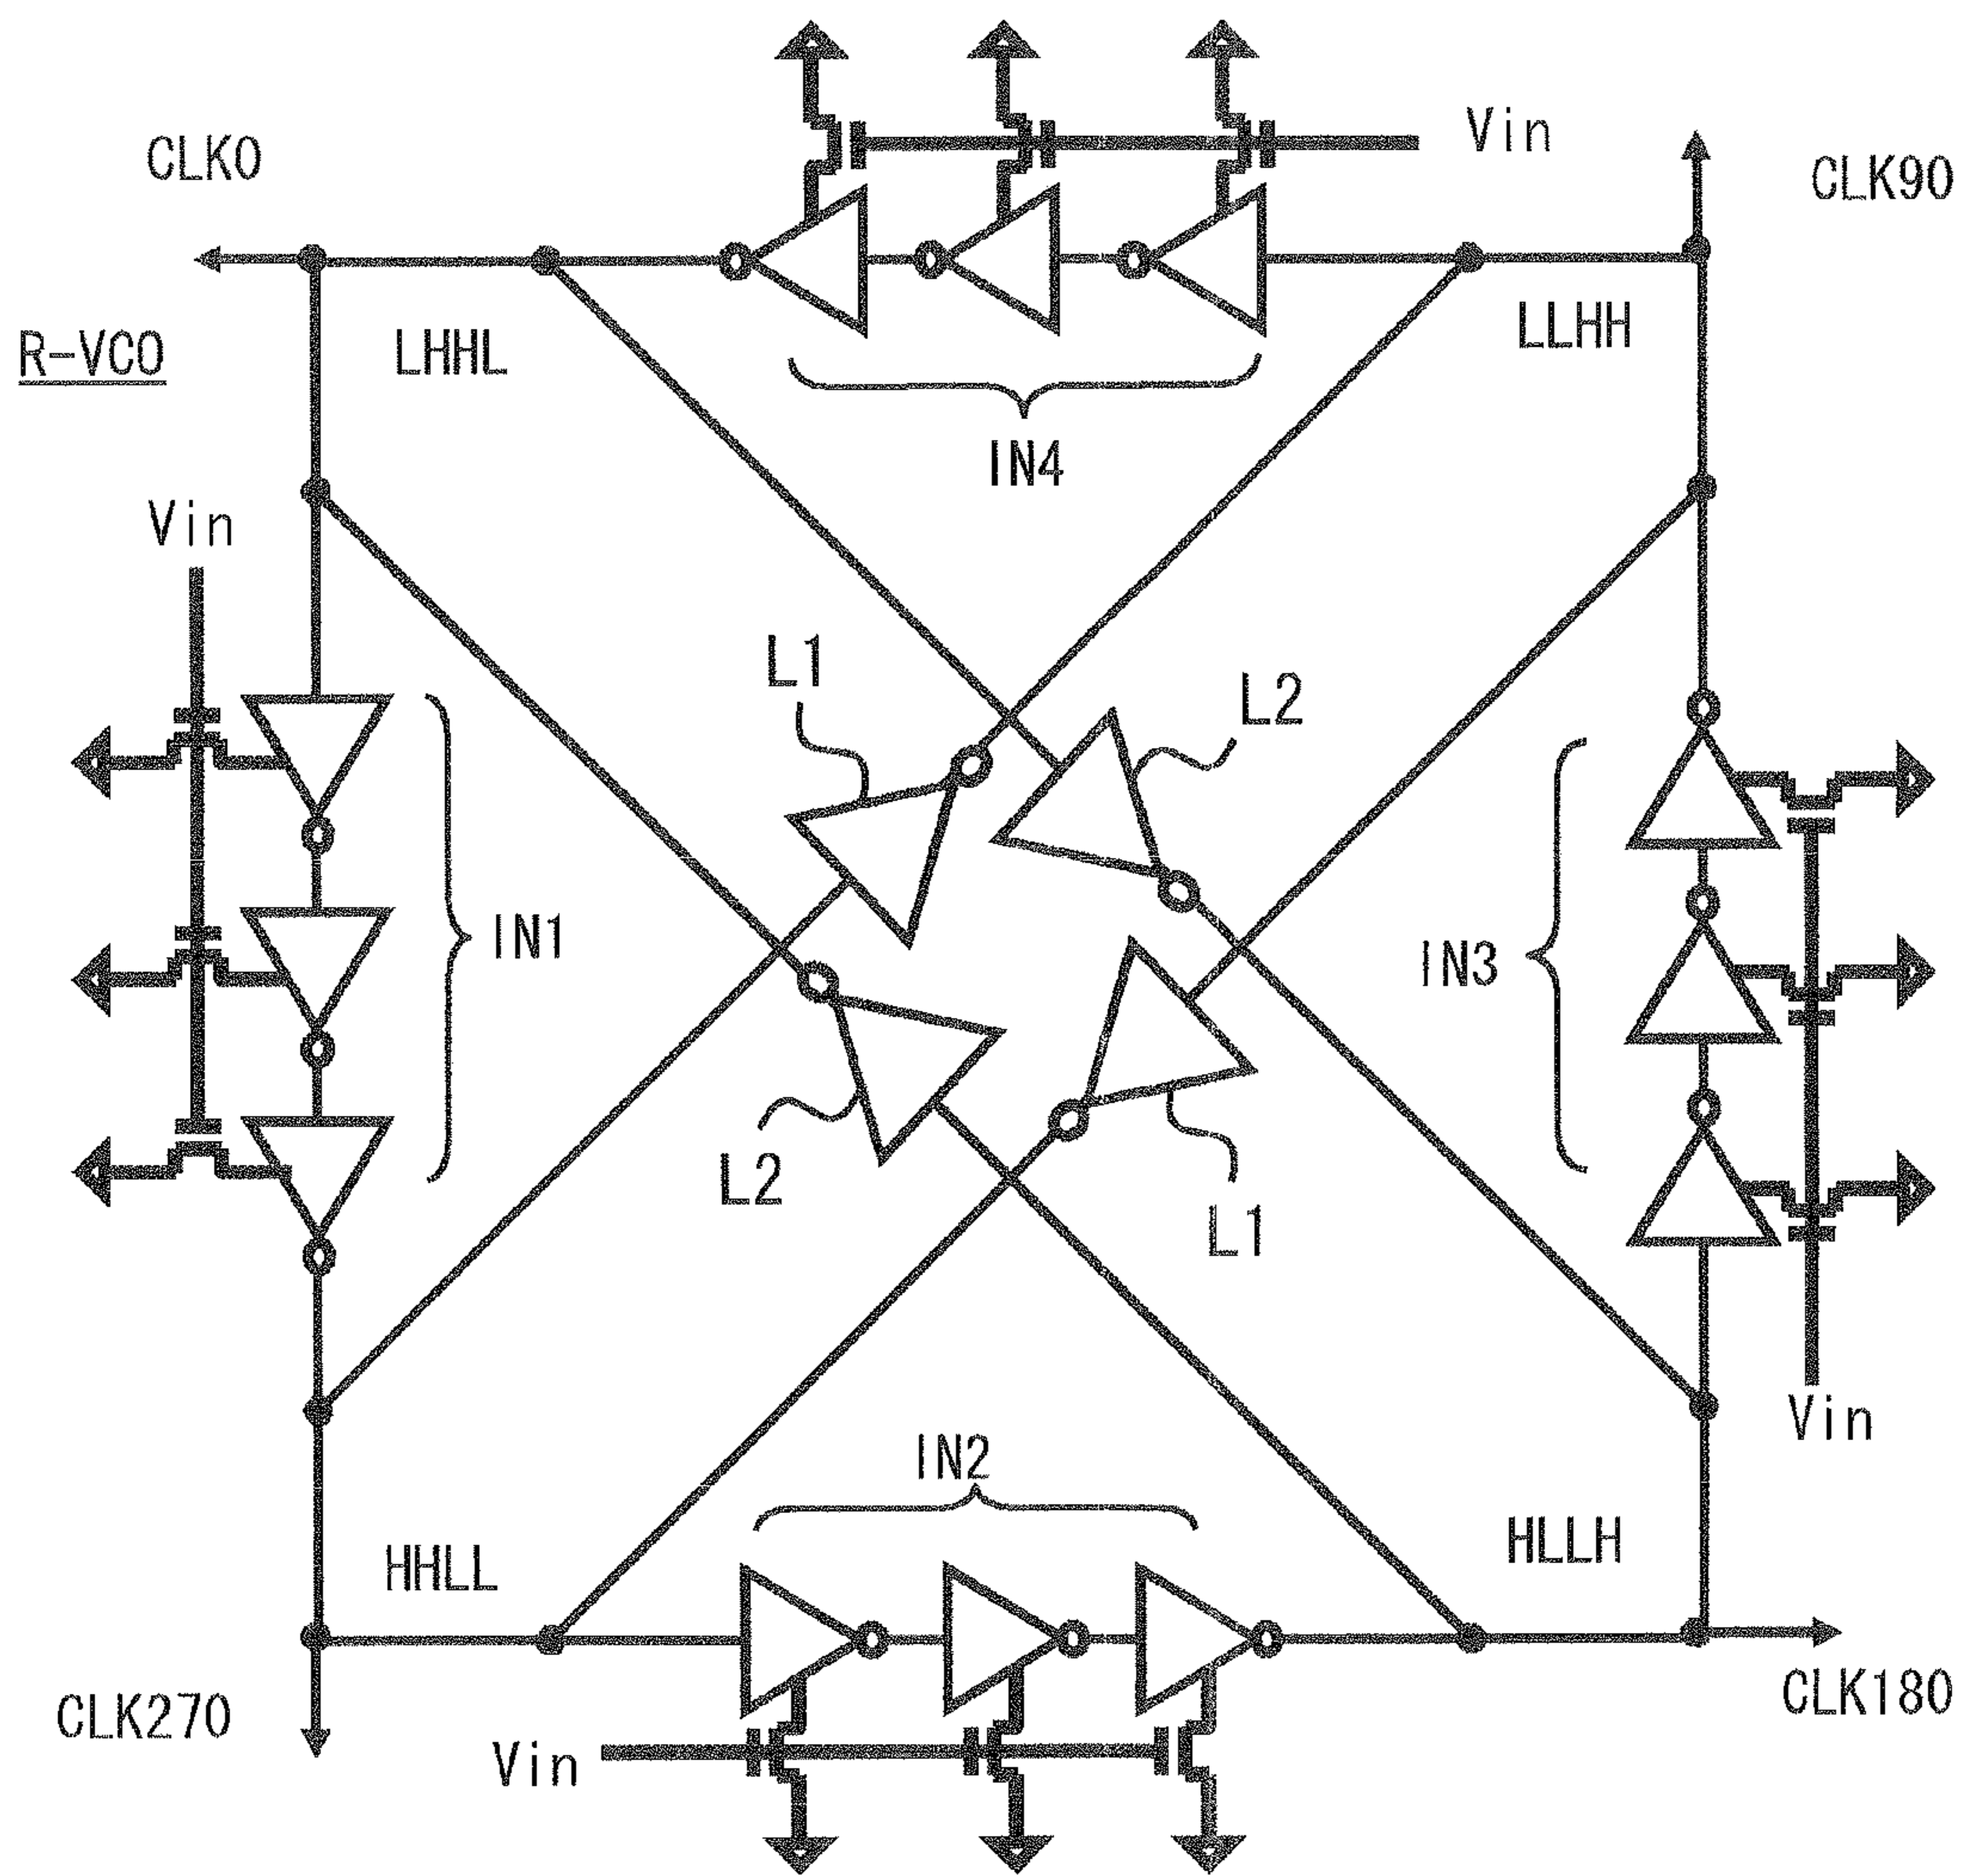 Vin
CLK0
CLK90
R-VCO
LHHL
LLHH
IN4
Vin
L1
L2
IN1
IN3
L2
L1
Vin
IN2
HHLL
HLLH
CLK270
CLK180
Vin